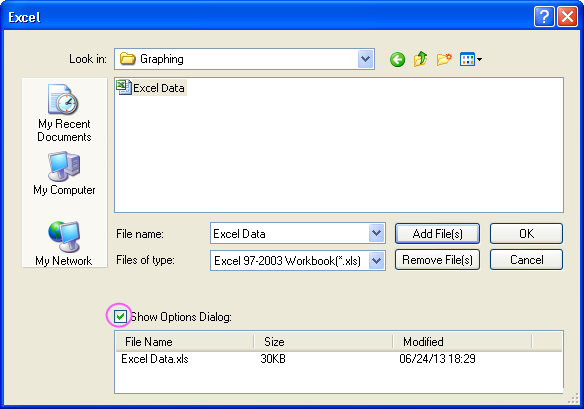 Excel
Look in: Graphing
Excel Data
My Recent
Documents
My Computer
My Network
File name: Excel Data Add File(s) OK
Files of type: Excel 97-2003 Workbook(*.xls) Remove File(s) Cancel
Show Options Dialog:
File Name Size Modified
Excel Data.xls 30KB 06/24/13 18:29